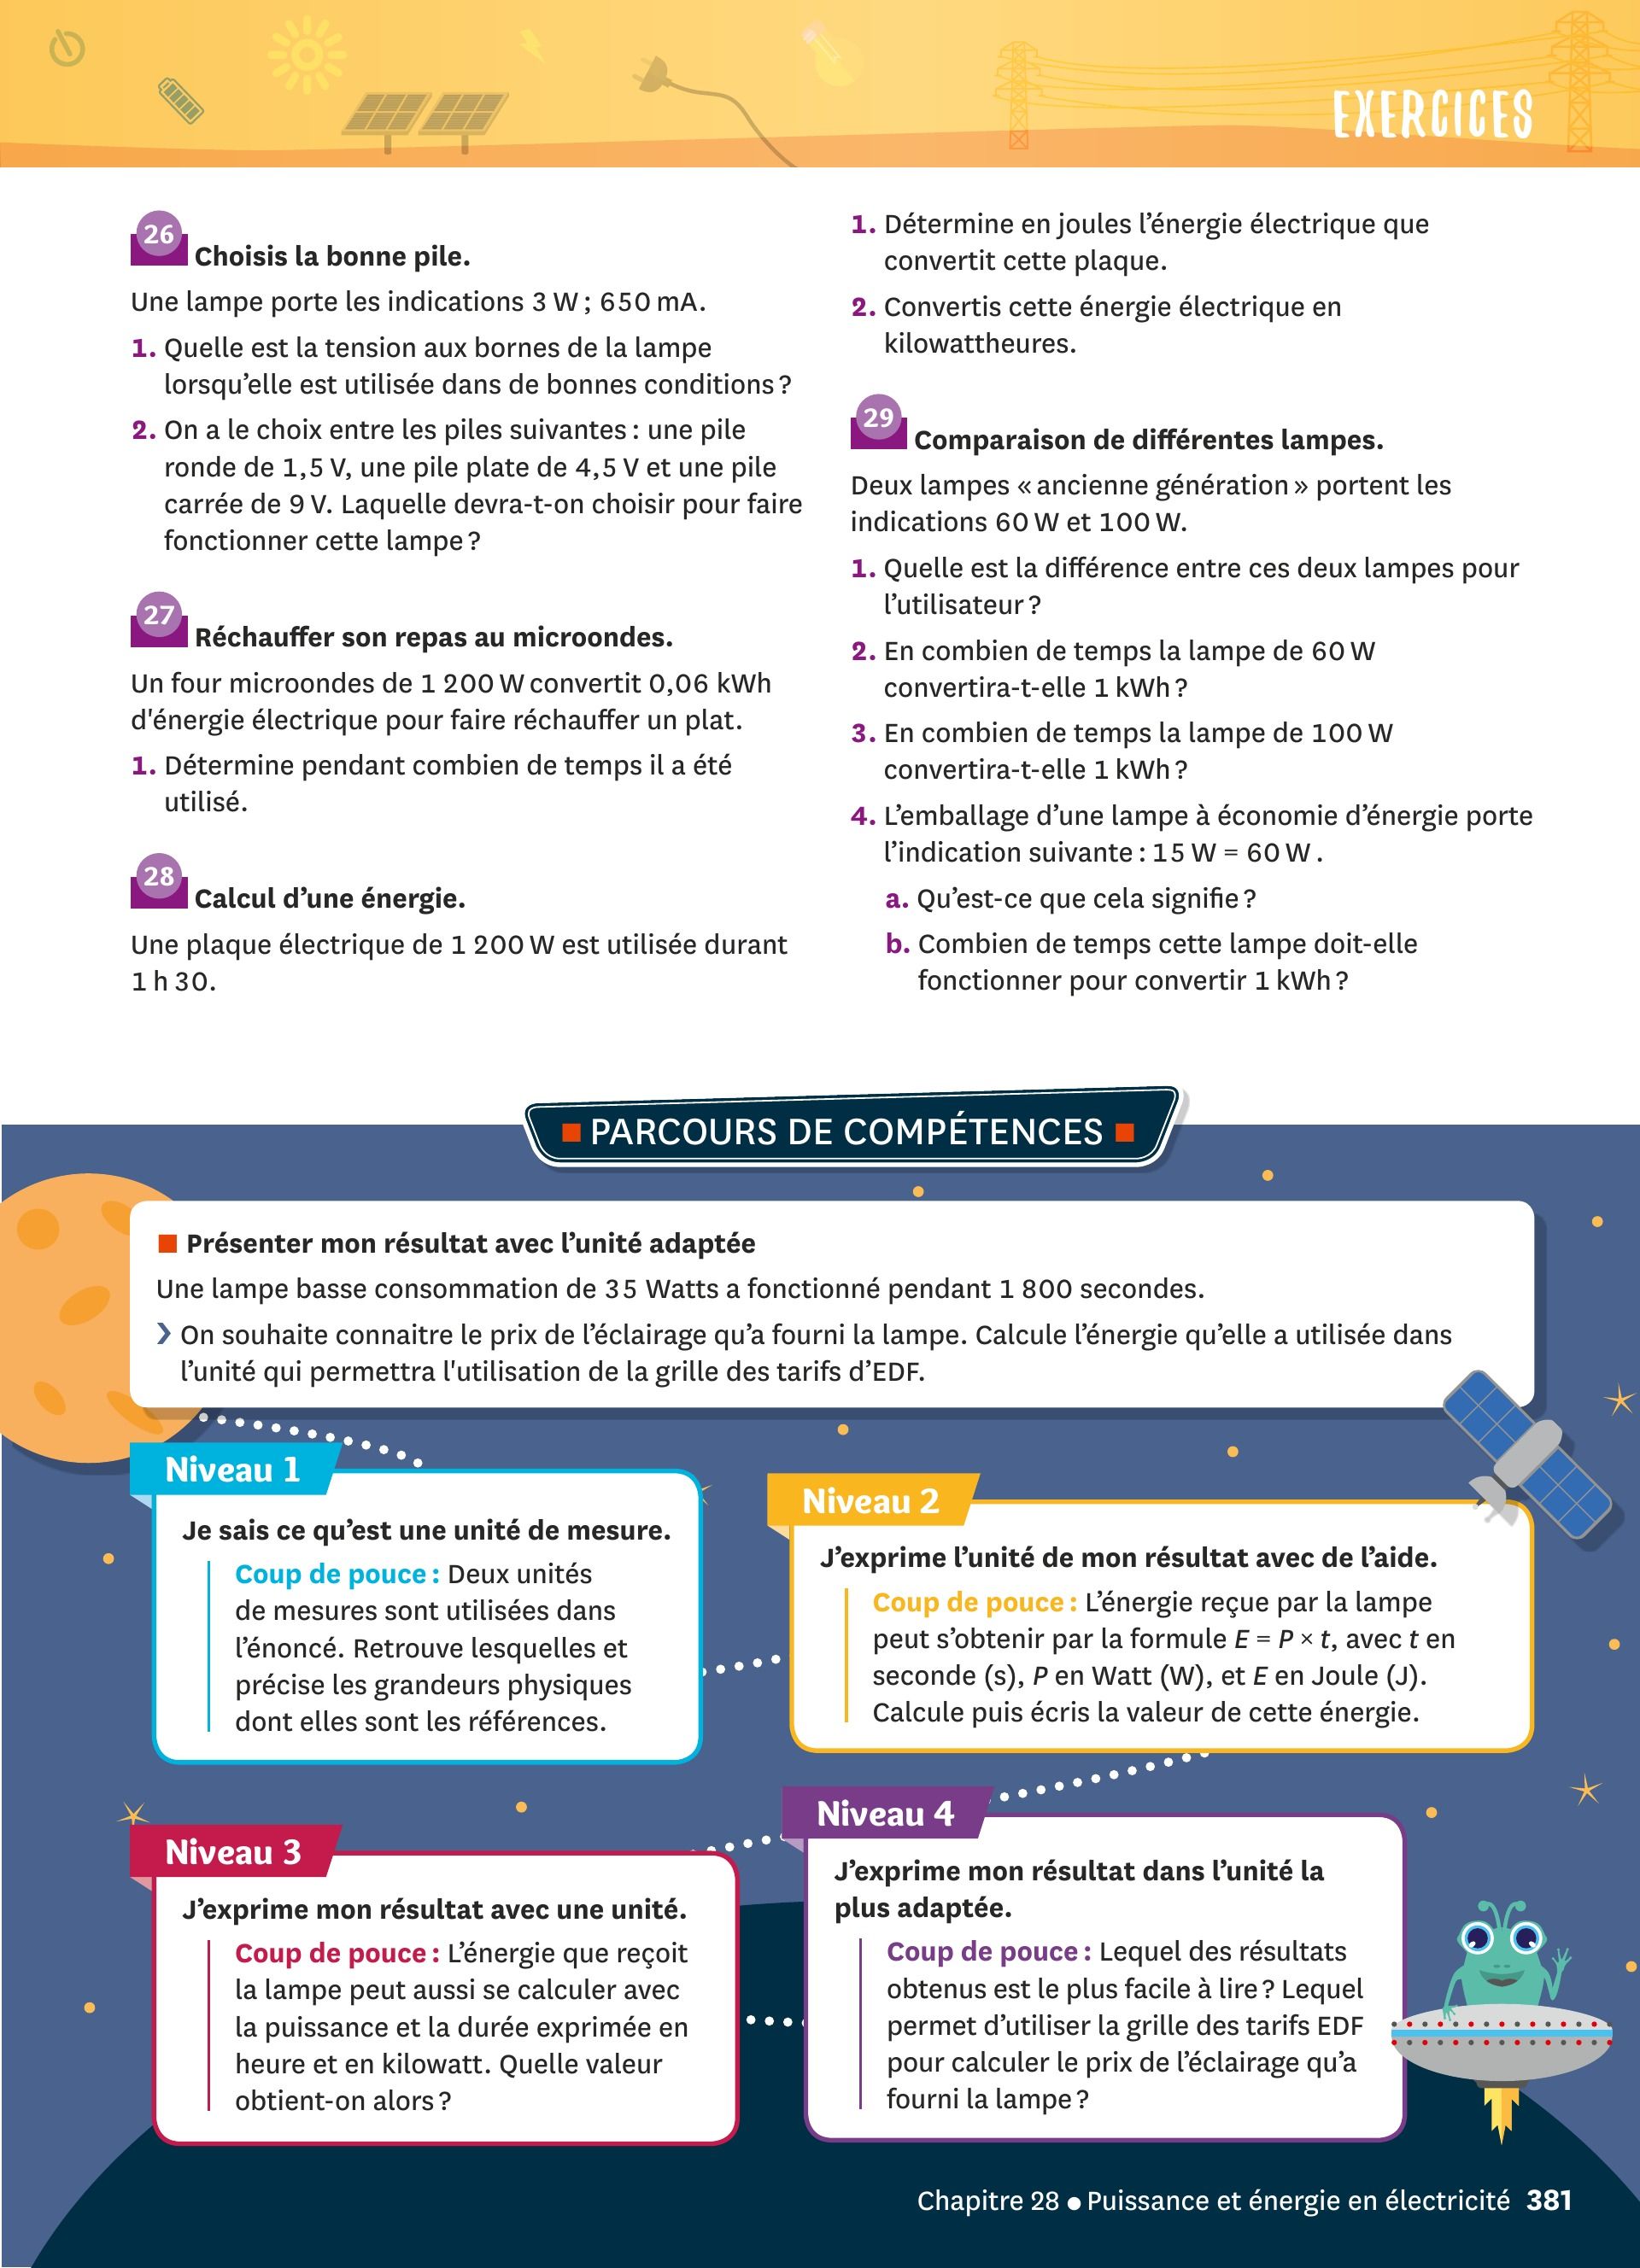 EXERCICES
26 Choisis la bonne pile.
Une lampe porte les indications 3 W ; 650 mA.
1. Quelle est la tension aux bornes de la lampe
lorsqu’elle est utilisée dans de bonnes conditions ?
2. On a le choix entre les piles suivantes : une pile
ronde de 1,5 V, une pile plate de 4,5 V et une pile
carrée de 9 V. Laquelle devra-t-on choisir pour faire
fonctionner cette lampe ?
27 Réchauffer son repas au microondes.
Un four microondes de 1 200 W convertit 0,06 kWh
d'énergie électrique pour faire réchauffer un plat.
1. Détermine pendant combien de temps il a été
utilisé.
28 Calcul d’une énergie.
Une plaque électrique de 1 200 W est utilisée durant
1 h 30.
1. Détermine en joules l’énergie électrique que
convertit cette plaque.
2. Convertis cette énergie électrique en
kilowattheures.
29 Comparaison de différentes lampes.
Deux lampes « ancienne génération » portent les
indications 60 W et 100 W.
1. Quelle est la différence entre ces deux lampes pour
l’utilisateur ?
2. En combien de temps la lampe de 60 W
convertira-t-elle 1 kWh ?
3. En combien de temps la lampe de 100 W
convertira-t-elle 1 kWh ?
4. L’emballage d’une lampe à économie d’énergie porte
l’indication suivante : 15 W = 60 W .
a. Qu’est-ce que cela signifie ?
b. Combien de temps cette lampe doit-elle
fonctionner pour convertir 1 kWh ?
PARCOURS DE COMPÉTENCES
Présenter mon résultat avec l’unité adaptée
Une lampe basse consommation de 35 Watts a fonctionné pendant 1 800 secondes.
On souhaite connaitre le prix de l’éclairage qu’a fourni la lampe. Calcule l’énergie qu’elle a utilisée dans
l’unité qui permettra l'utilisation de la grille des tarifs d’EDF.
Niveau 1
Je sais ce qu’est une unité de mesure.
Coup de pouce : Deux unités
de mesures sont utilisées dans
l’énoncé. Retrouve lesquelles et
précise les grandeurs physiques
dont elles sont les références.
Niveau 2
J’exprime l’unité de mon résultat avec de l’aide.
Coup de pouce : L’énergie reçue par la lampe
peut s’obtenir par la formule E = P × t, avec t en
seconde (s), P en Watt (W), et E en Joule (J).
Calcule puis écris la valeur de cette énergie.
Niveau 3
J’exprime mon résultat avec une unité.
Coup de pouce : L’énergie que reçoit
la lampe peut aussi se calculer avec
la puissance et la durée exprimée en
heure et en kilowatt. Quelle valeur
obtient-on alors ?
Niveau 4
J’exprime mon résultat dans l’unité la
plus adaptée.
Coup de pouce : Lequel des résultats
obtenus est le plus facile à lire ? Lequel
permet d’utiliser la grille des tarifs EDF
pour calculer le prix de l’éclairage qu’a
fourni la lampe ?
Chapitre 28 ● Puissance et énergie en électricité 381